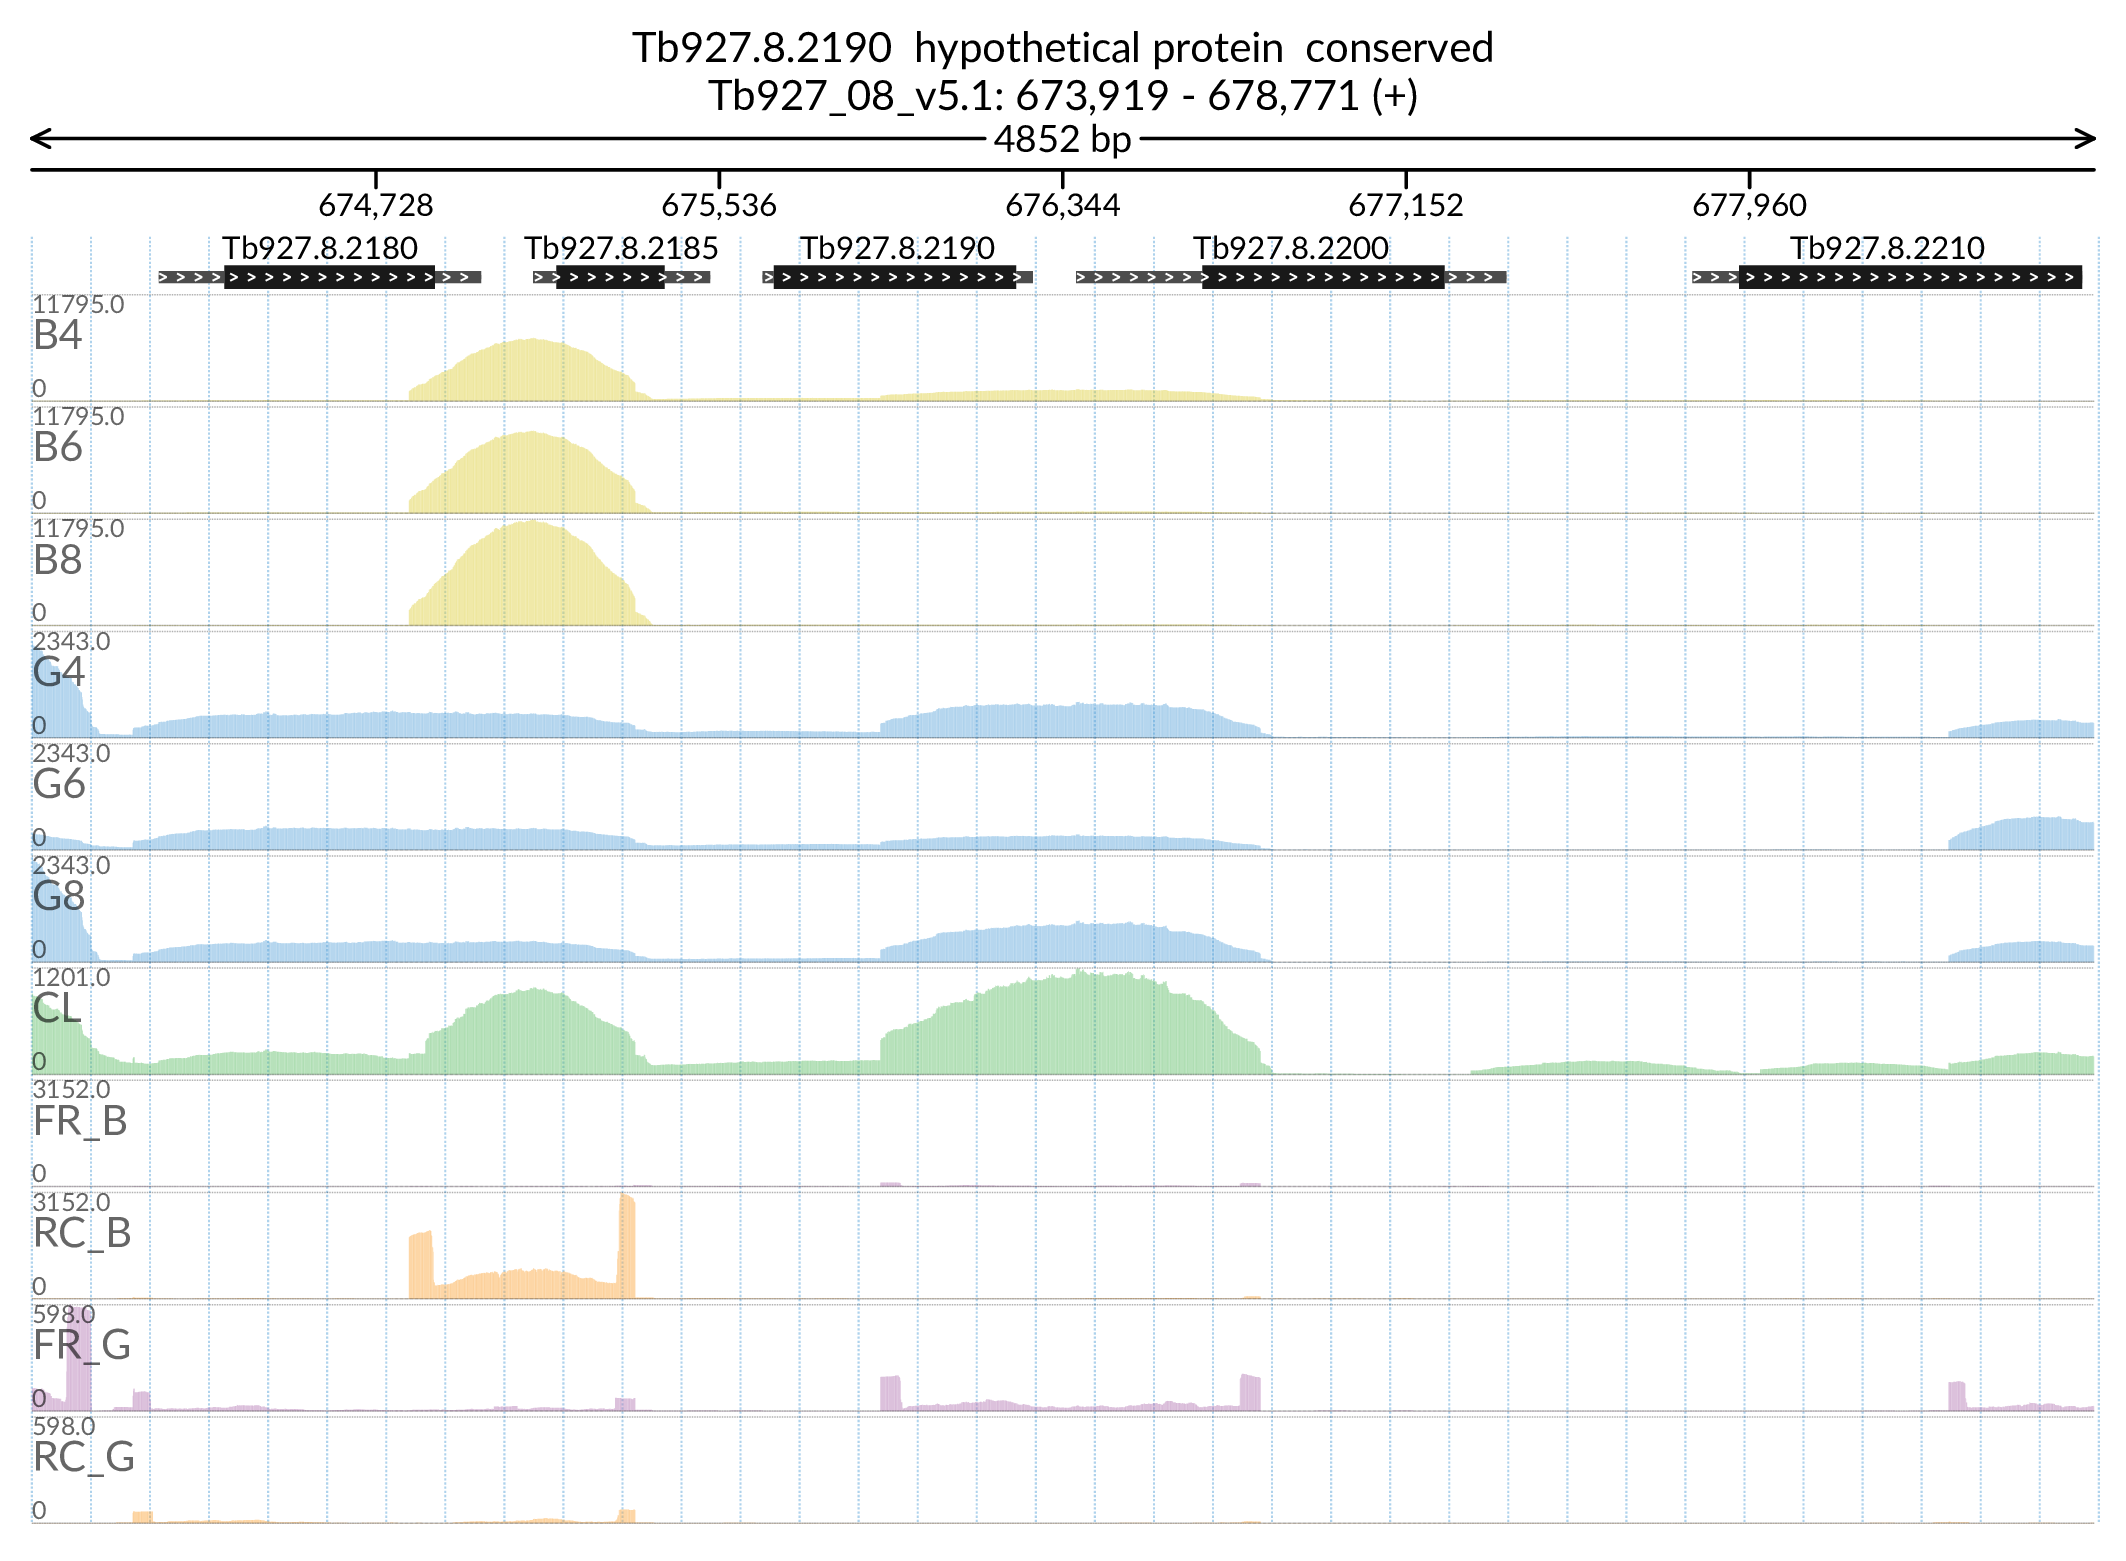 Tb927.8.2190  hypothetical protein  conserved
Tb927_08_v5.1: 673,919 - 678,771 (+)
4852 bp
674,728 675,536 676,344 677,152 677,960
Tb927.8.2180 Tb927.8.2185 Tb927.8.2190 Tb927.8.2200 Tb927.8.2210
11795.0
B4
0
11795.0
B6
0
11795.0
B8
0
2343.0
G4
0
2343.0
G6
0
2343.0
G8
0
1201.0
CL
0
3152.0
FR_B
0
3152.0
RC_B
0
598.0
FR_G
0
598.0
RC_G
0